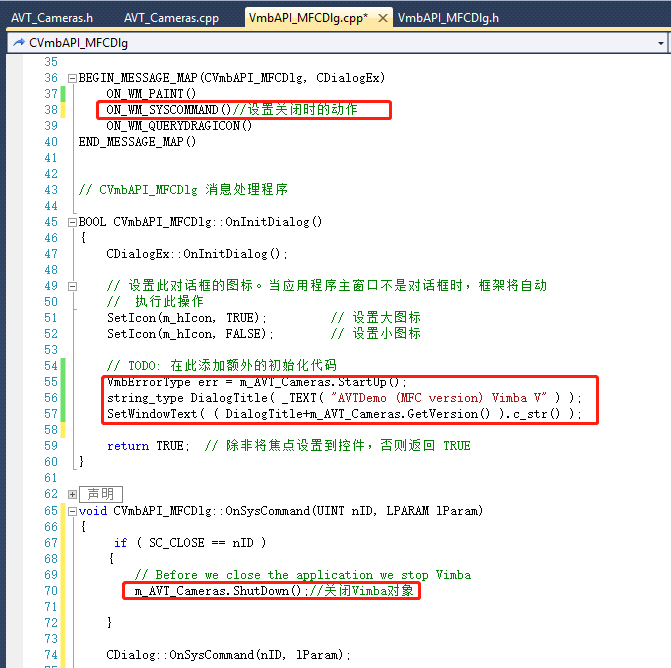 AVT_Cameras.h AVT_Cameras.cpp VmbAPI_MFCDlg.cpp* VmbAPI_MFCDlg.h
CVmbAPI_MFCDlg
35
36 BEGIN_MESSAGE_MAP(CVmbAPI_MFCDlg, CDialogEx)
37 ON_WM_PAINT()
38 ON_WM_SYSCOMMAND()//设置关闭时的动作
39 ON_WM_QUERYDRAGICON()
40 END_MESSAGE_MAP()
41
42
43 // CVmbAPI_MFCDlg 消息处理程序
44
45 BOOL CVmbAPI_MFCDlg::OnInitDialog()
46 {
47 CDialogEx::OnInitDialog();
48
49 // 设置此对话框的图标。当应用程序主窗口不是对话框时，框架将自动
50 // 执行此操作
51 SetIcon(m_hIcon, TRUE); // 设置大图标
52 SetIcon(m_hIcon, FALSE); // 设置小图标
53
54 // TODO: 在此添加额外的初始化代码
55 VmbErrorType err = m_AVT_Cameras.StartUp();
56 string_type DialogTitle( _TEXT( "AVTDemo (MFC version) Vimba V" ) );
57 SetWindowText( ( DialogTitle+m_AVT_Cameras.GetVersion() ).c_str() );
58
59 return TRUE; // 除非将焦点设置到控件，否则返回 TRUE
60 }
61
62 声明
65 void CVmbAPI_MFCDlg::OnSysCommand(UINT nID, LPARAM lParam)
66 {
67 if ( SC_CLOSE == nID )
68 {
69 // Before we close the application we stop Vimba
70 m_AVT_Cameras.ShutDown();//关闭Vimba对象
71
72 }
73
74 CDialog::OnSysCommand(nID, lParam);